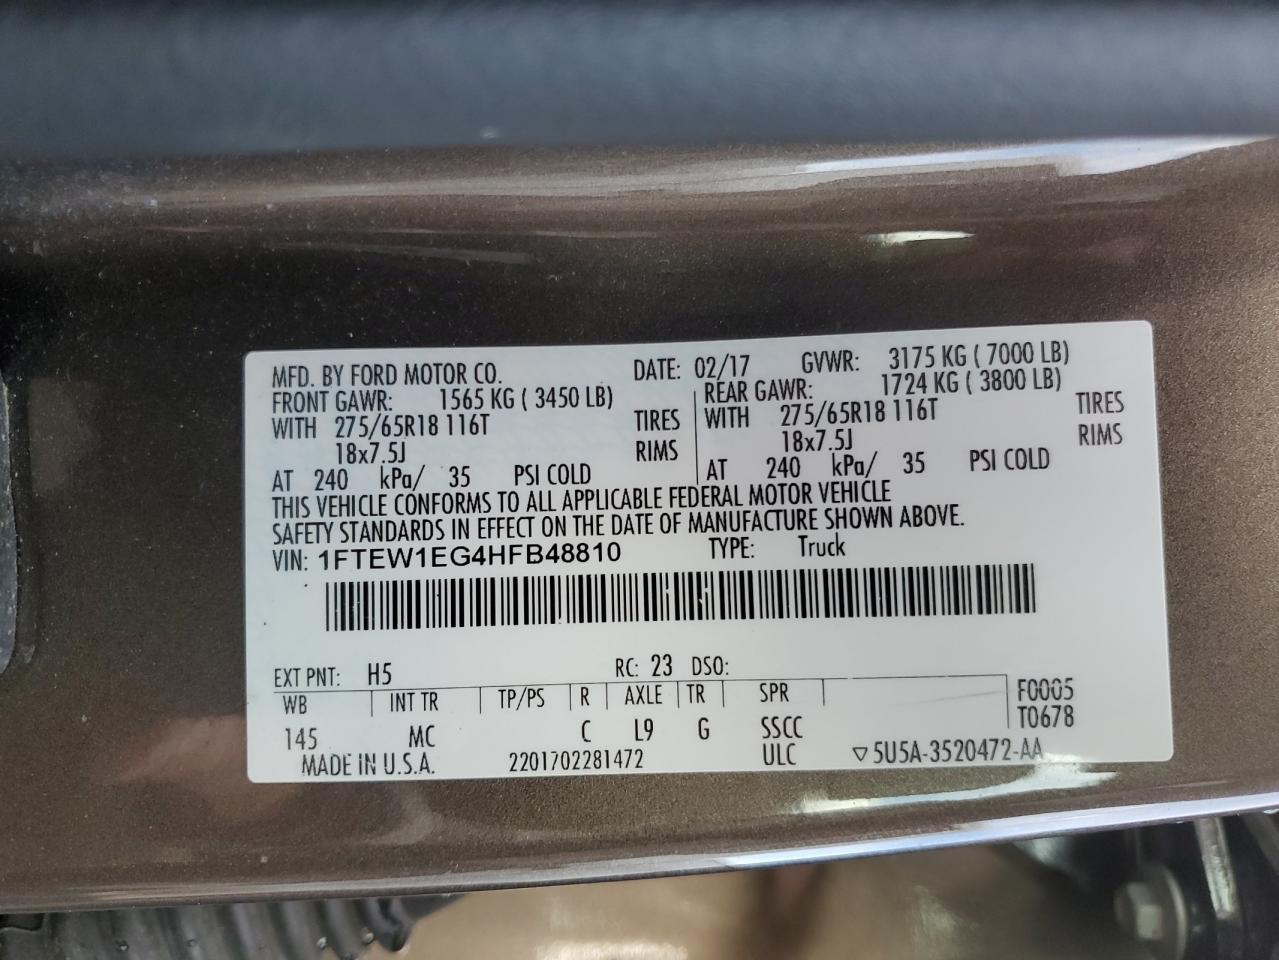 MFD. BY FORD MOTOR CO. DATE: 02/17 GVWR: 3175 KG ( 7000 LB)
FRONT GAWR: 1565 KG ( 3450 LB) REAR GAWR: 1724 KG ( 3800 LB)
WITH 275/65R18 116T TIRES WITH 275/65R18 116T TIRES
18x7.5J RIMS 18x7.5J RIMS
AT 240 kPa/ 35 PSI COLD AT 240 kPa/ 35 PSI COLD
THIS VEHICLE CONFORMS TO ALL APPLICABLE FEDERAL MOTOR VEHICLE
SAFETY STANDARDS IN EFFECT ON THE DATE OF MANUFACTURE SHOWN ABOVE.
VIN: 1FTEW1EG4HFB48810 TYPE: Truck
EXT PNT: H5 RC: 23 DSO:
WB INT TR TP/PS R AXLE TR SPR F0005
145 MC C L9 G SSCC T0678
MADE IN U.S.A. 2201702281472 ULC ▽5U5A-3520472-AA